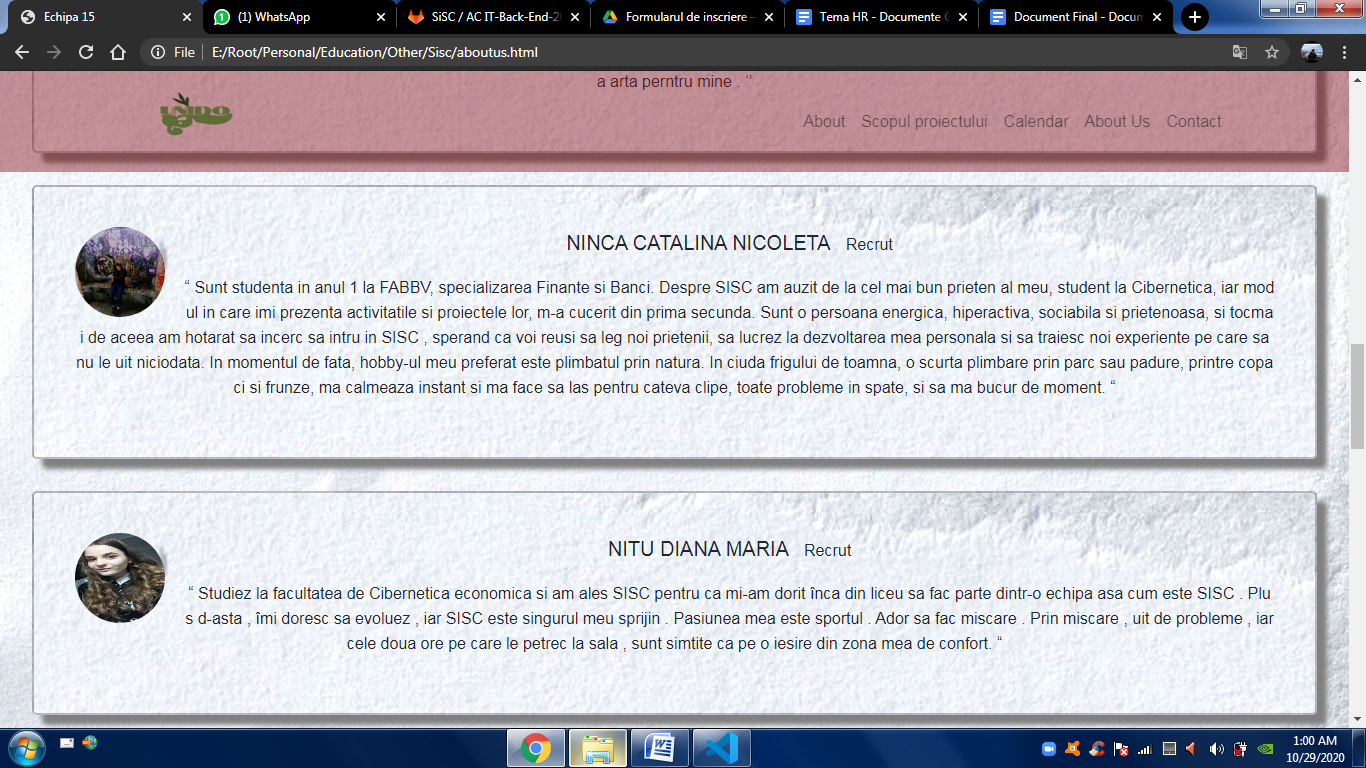 Echipa 15
(1) WhatsApp
SiSC / AC IT-Back-End-2
Formularul de inscriere -
Tema HR - Documente G
Document Final - Docum
File
E:/Root/Personal/Education/Other/Sisc/aboutus.html
a arta perntru mine . ‘’
UNIDO
About
Scopul proiectului
Calendar
About Us
Contact
NINCA CATALINA NICOLETA Recrut
“ Sunt studenta in anul 1 la FABBV, specializarea Finante si Banci. Despre SISC am auzit de la cel mai bun prieten al meu, student la Cibernetica, iar mod
ul in care imi prezenta activitatile si proiectele lor, m-a cucerit din prima secunda. Sunt o persoana energica, hiperactiva, sociabila si prietenoasa, si tocma
i de aceea am hotarat sa incerc sa intru in SISC , sperand ca voi reusi sa leg noi prietenii, sa lucrez la dezvoltarea mea personala si sa traiesc noi experiente pe care sa
nu le uit niciodata. In momentul de fata, hobby-ul meu preferat este plimbatul prin natura. In ciuda frigului de toamna, o scurta plimbare prin parc sau padure, printre copa
ci si frunze, ma calmeaza instant si ma face sa las pentru cateva clipe, toate probleme in spate, si sa ma bucur de moment. “
NITU DIANA MARIA Recrut
“ Studiez la facultatea de Cibernetica economica si am ales SISC pentru ca mi-am dorit înca din liceu sa fac parte dintr-o echipa asa cum este SISC . Plu
s d-asta , îmi doresc sa evoluez , iar SISC este singurul meu sprijin . Pasiunea mea este sportul . Ador sa fac miscare . Prin miscare , uit de probleme , iar
cele doua ore pe care le petrec la sala , sunt simtite ca pe o iesire din zona mea de confort. “
1:00 AM
10/29/2020